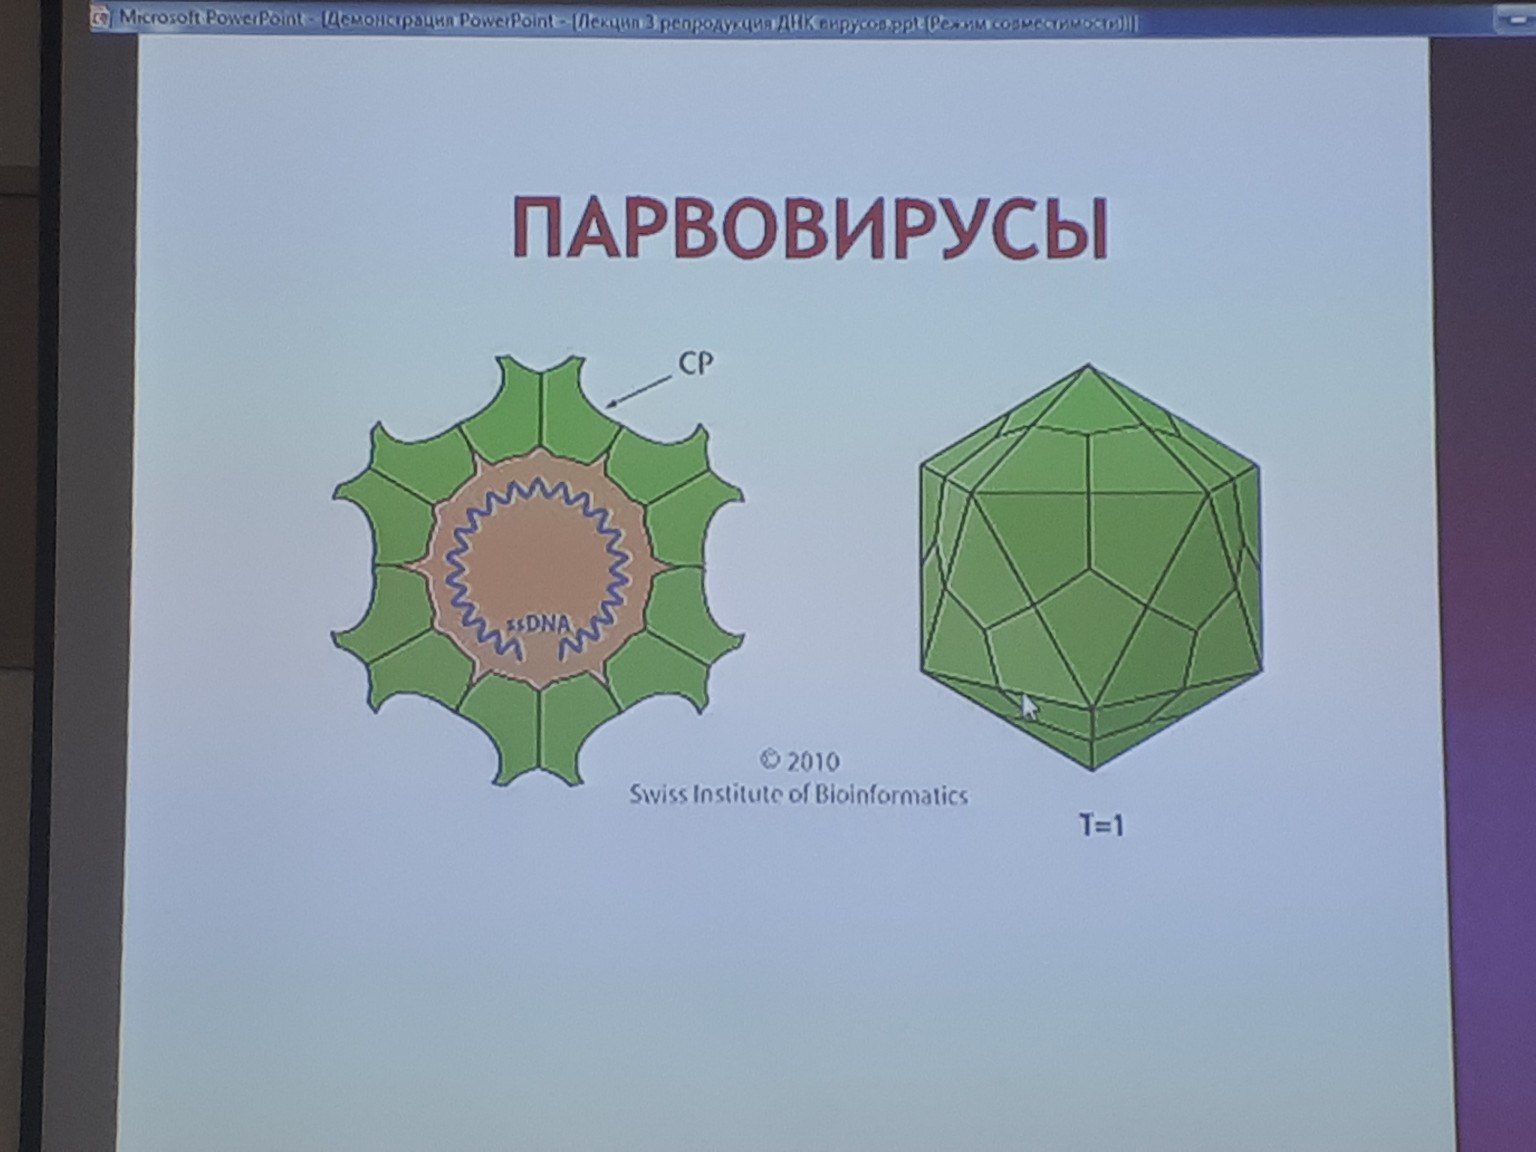 Microsoft PowerPoint - [Демонстрация PowerPoint - [Лекция 3 репродукция ДНК вирусов.ppt [Режим совместимости]]]
ПАРВОВИРУСЫ
CP
ssDNA
© 2010
Swiss Institute of Bioinformatics
T=1